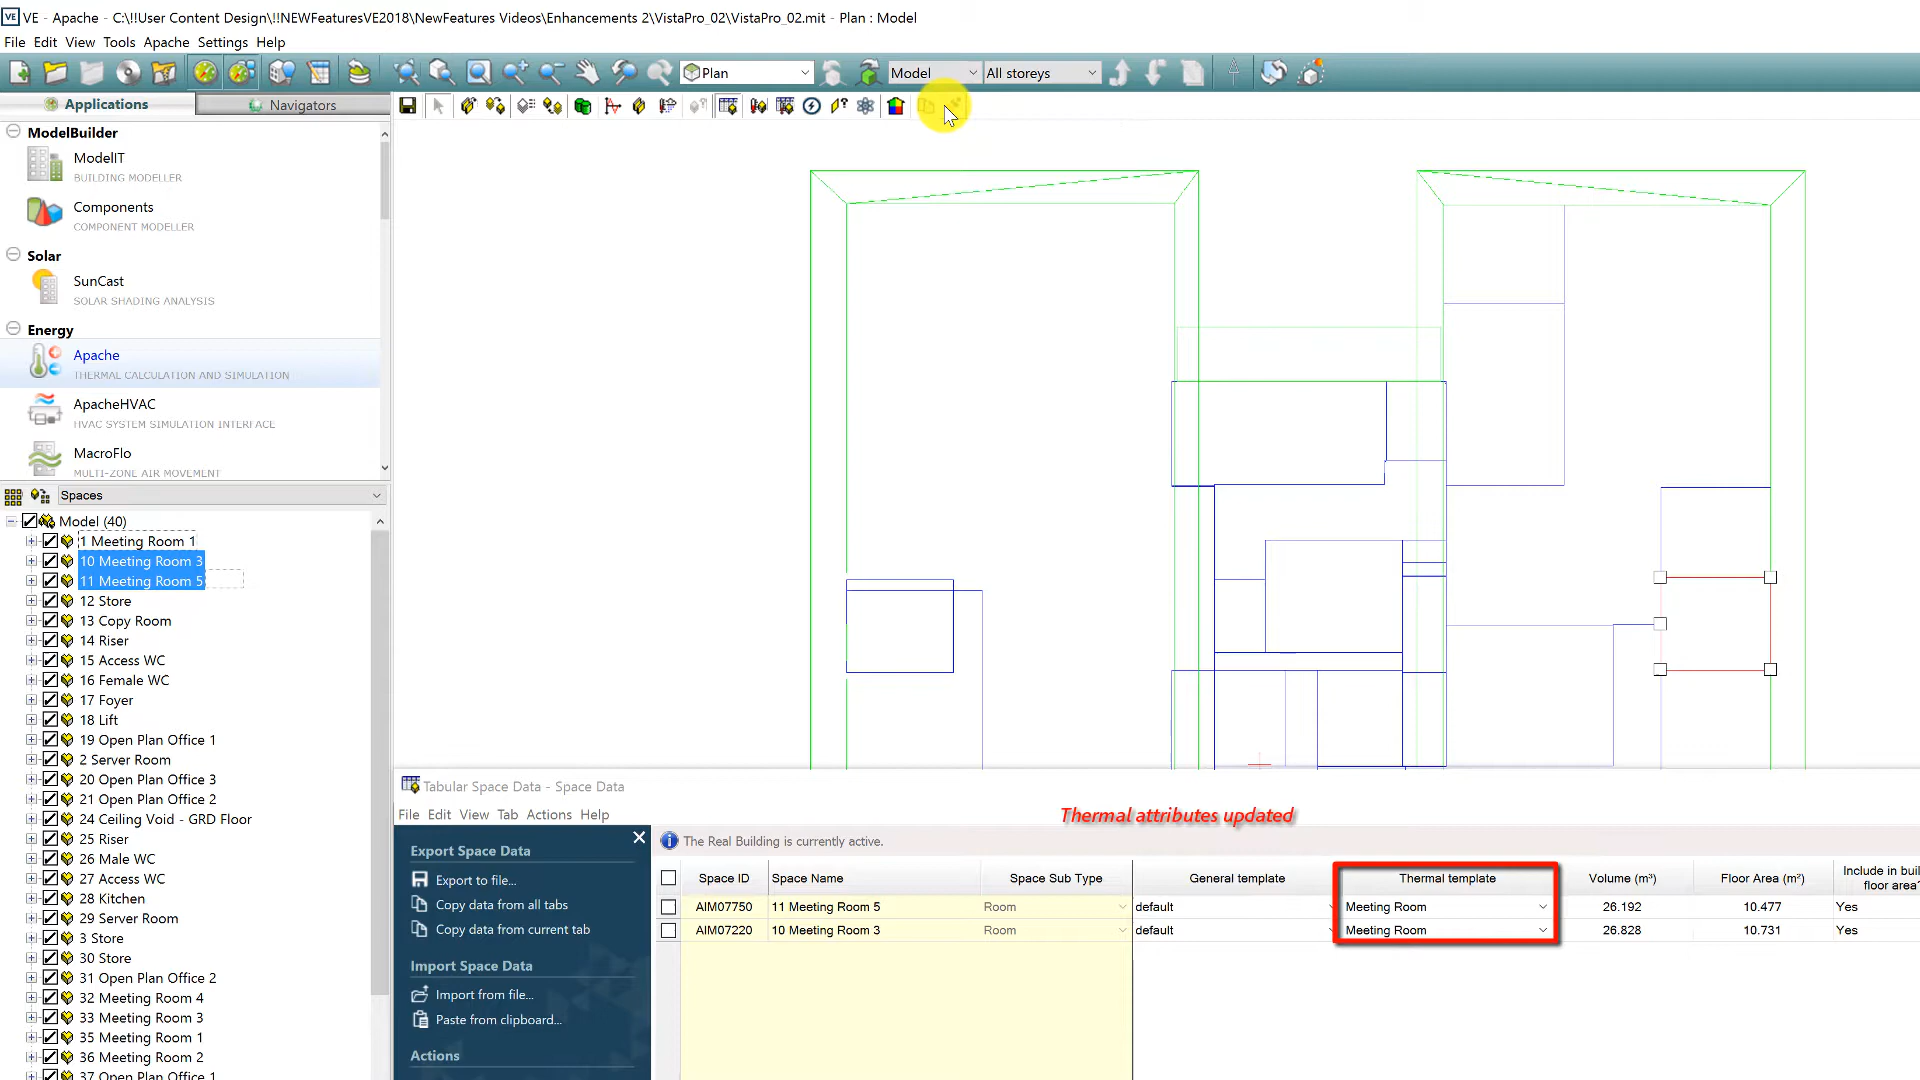 VE - Apache - C:\!!User Content Design\!!NEWFeaturesVE2018\NewFeatures Videos\Enhancements 2\VistaPro_02\VistaPro_02.mit - Plan : Model
File Edit View Tools Apache Settings Help
Plan Model All storeys
Applications Navigators
ModelBuilder
ModelIT
BUILDING MODELLER
Components
COMPONENT MODELLER
Solar
SunCast
SOLAR SHADING ANALYSIS
Energy
Apache
THERMAL CALCULATION AND SIMULATION
ApacheHVAC
HVAC SYSTEM SIMULATION INTERFACE
MacroFlo
MULTI-ZONE AIR MOVEMENT
Spaces
Model (40)
1 Meeting Room 1
10 Meeting Room 3
11 Meeting Room 5
12 Store
13 Copy Room
14 Riser
15 Access WC
16 Female WC
17 Foyer
18 Lift
19 Open Plan Office 1
2 Server Room
20 Open Plan Office 3
21 Open Plan Office 2
24 Ceiling Void - GRD Floor
25 Riser
26 Male WC
27 Access WC
28 Kitchen
29 Server Room
3 Store
30 Store
31 Open Plan Office 2
32 Meeting Room 4
33 Meeting Room 3
35 Meeting Room 1
36 Meeting Room 2
37 Open Plan Office 1
Tabular Space Data - Space Data
File Edit View Tab Actions Help
Thermal attributes updated
Export Space Data
Export to file...
Copy data from all tabs
Copy data from current tab
Import Space Data
Import from file...
Paste from clipboard...
Actions
The Real Building is currently active.
Space ID Space Name Space Sub Type General template Thermal template Volume (m³) Floor Area (m²) Include in buil
floor area?
AIM07750 11 Meeting Room 5 Room default Meeting Room 26.192 10.477 Yes
AIM07220 10 Meeting Room 3 Room default Meeting Room 26.828 10.731 Yes